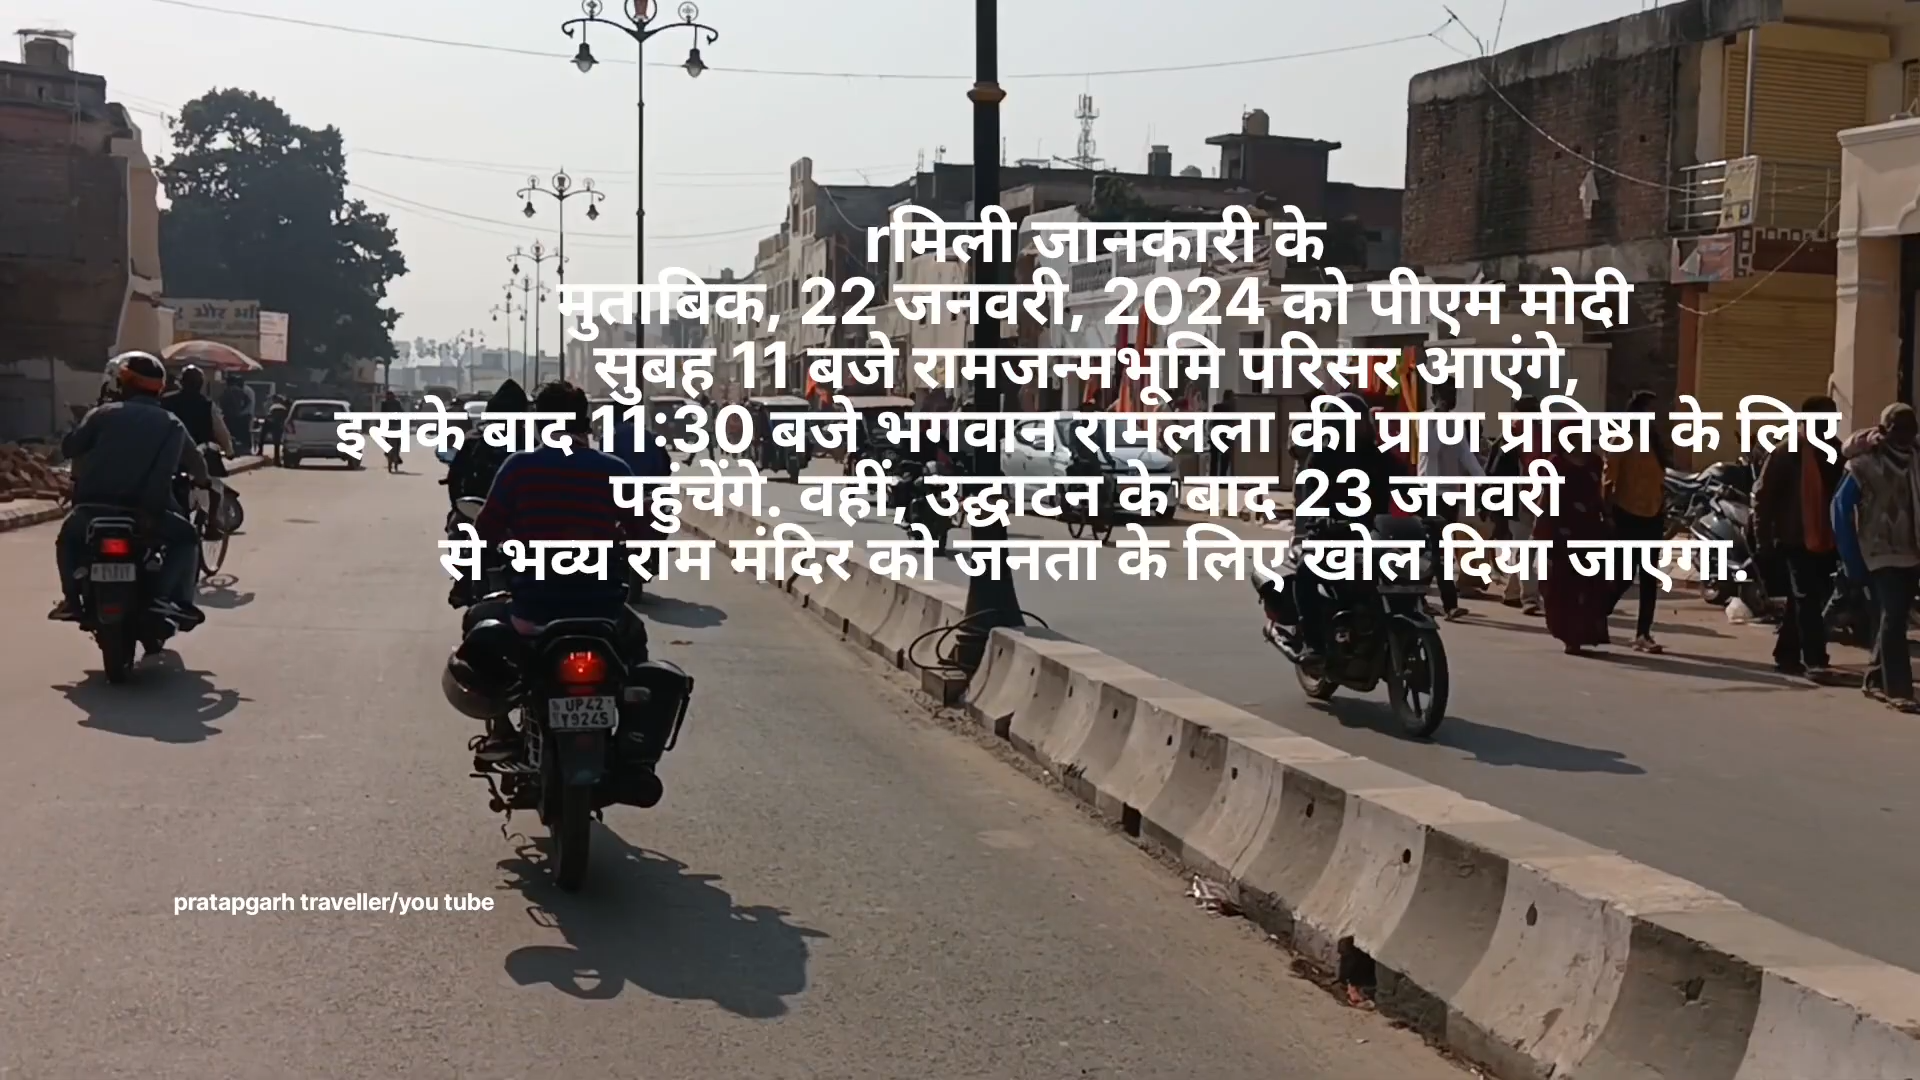 rमिली जानकारी के
मुताबिक, 22 जनवरी, 2024 को पीएम मोदी
सुबह 11 बजे रामजन्मभूमि परिसर आएंगे,
इसके बाद 11:30 बजे भगवान रामलला की प्राण प्रतिष्ठा के लिए
पहुंचेंगे. वहीं, उद्घाटन के बाद 23 जनवरी
से भव्य राम मंदिर को जनता के लिए खोल दिया जाएगा.
UP42
Y9245
pratapgarh traveller/you tube